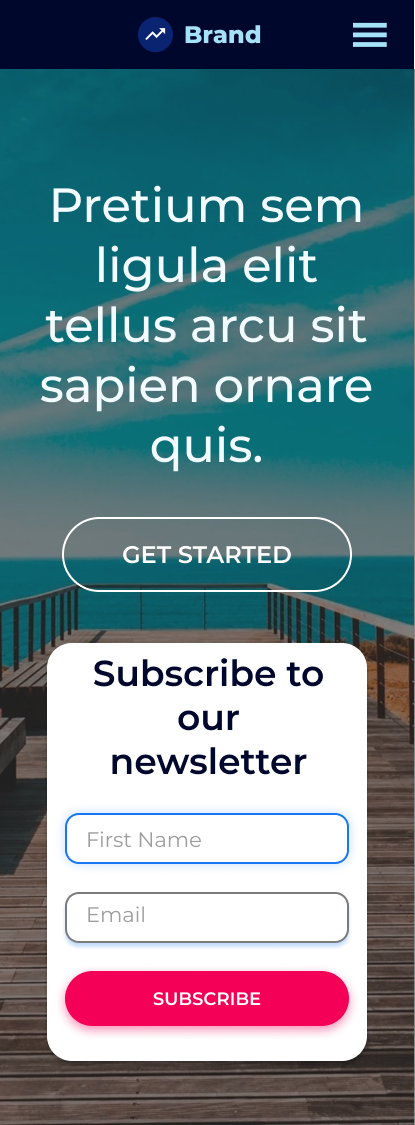 Brand
Pretium sem
ligula elit
tellus arcu sit
sapien ornare
quis.
GET STARTED
Subscribe to
our
newsletter
First Name
Email
SUBSCRIBE